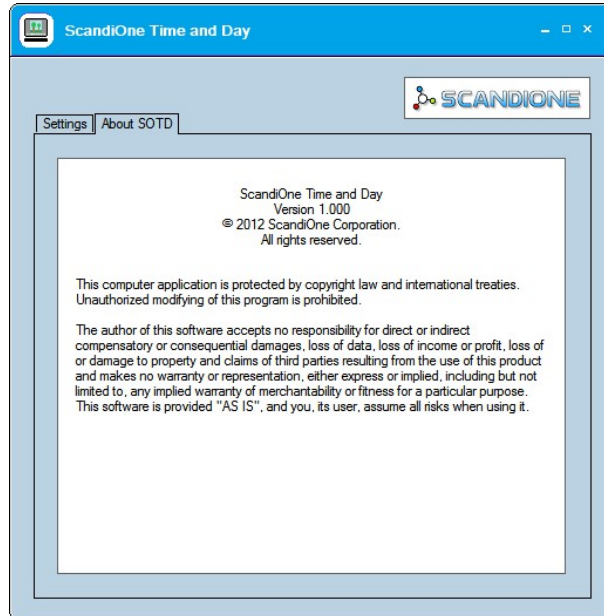 ScandiOne Time and Day
SCANDIONE
Settings
About SOTD
ScandiOne Time and Day
Version 1.000
© 2012 ScandiOne Corporation.
All rights reserved.
This computer application is protected by copyright law and international treaties.
Unauthorized modifying of this program is prohibited.
The author of this software accepts no responsibility for direct or indirect
compensatory or consequential damages, loss of data, loss of income or profit, loss of
or damage to property and claims of third parties resulting from the use of this product
and makes no warranty or representation, either express or implied, including but not
limited to, any implied warranty of merchantability or fitness for a particular purpose.
This software is provided "AS IS", and you, its user, assume all risks when using it.